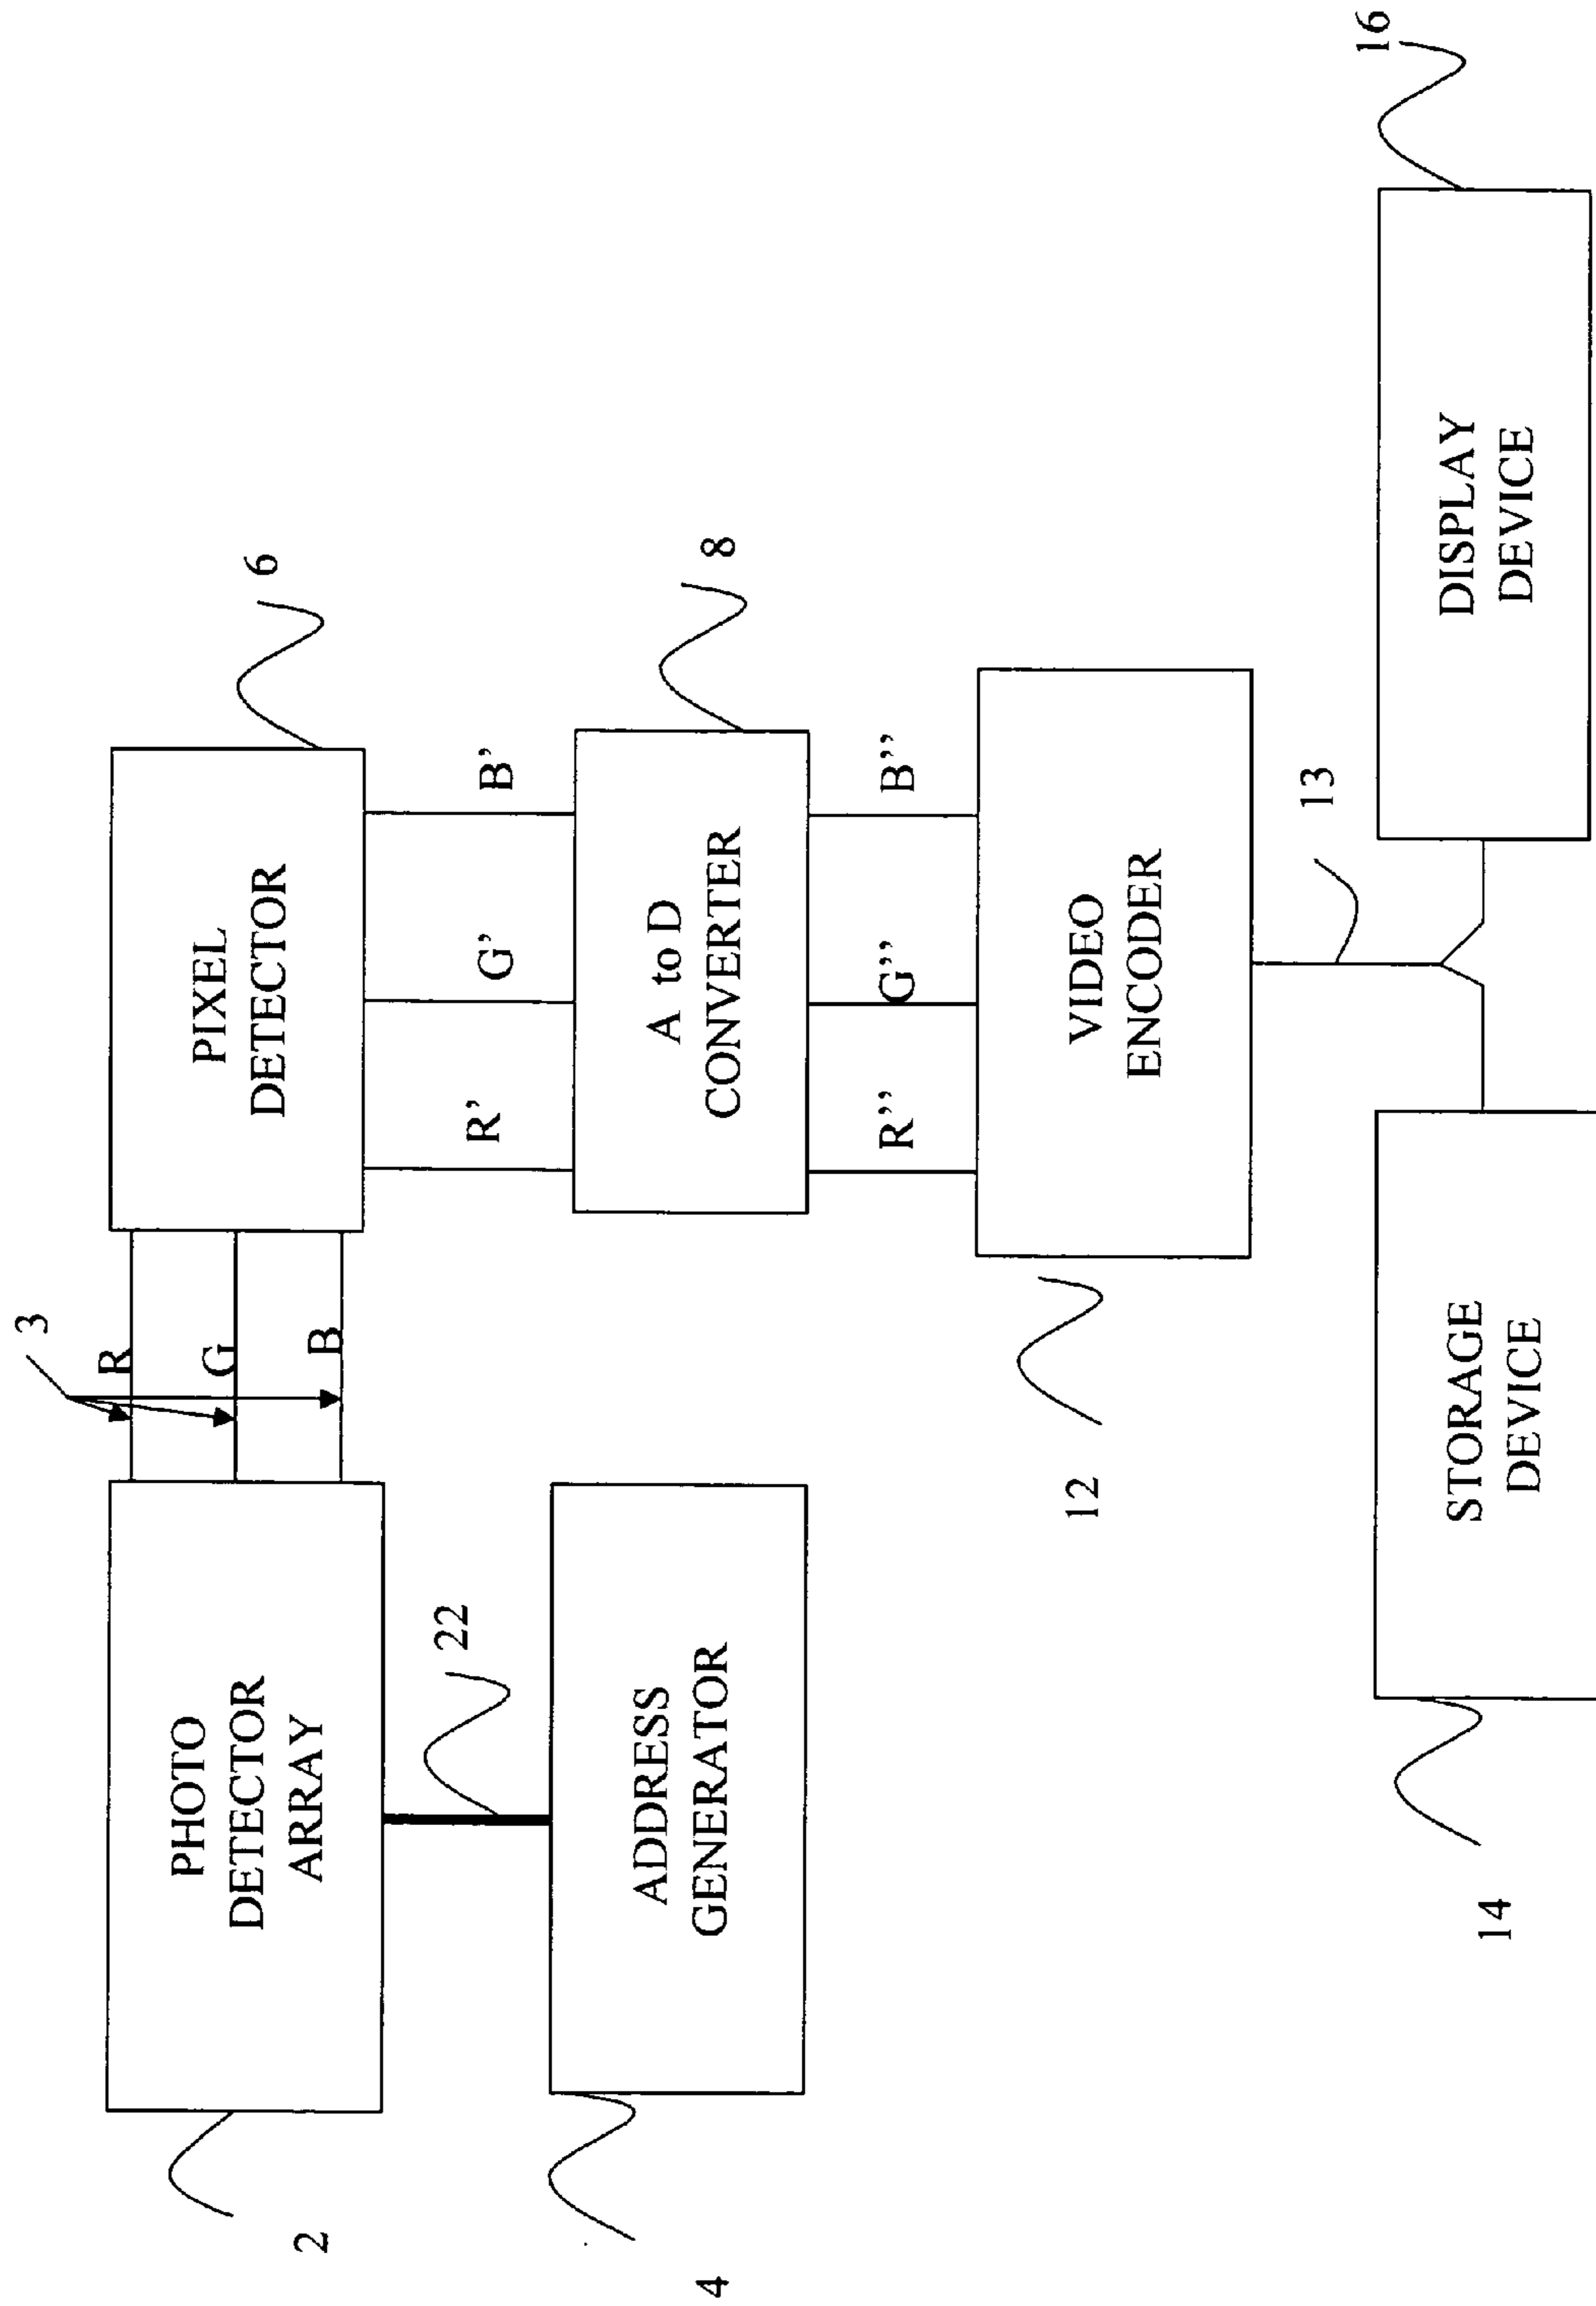 3
R
G
B
PHOTO
DETECTOR
ARRAY
2
PIXEL
DETECTOR
6
22
R’
G’
B’
ADDRESS
GENERATOR
4
A to D
CONVERTER
8
R’’
G’’
B’’
12
VIDEO
ENCODER
13
14
STORAGE
DEVICE
DISPLAY
DEVICE
16